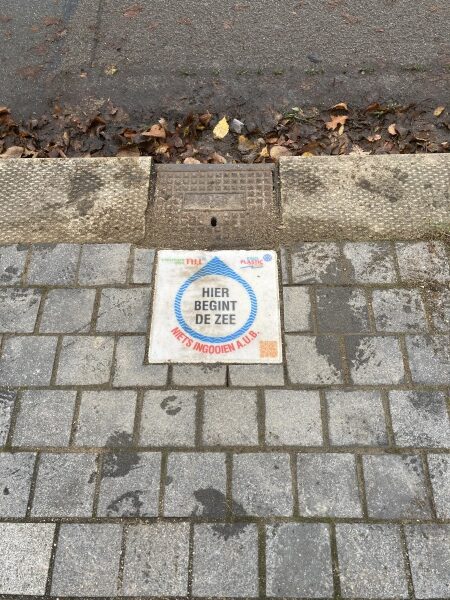 HIER
BEGINT
DE ZEE
NIETS INGOOIEN A.U.B.